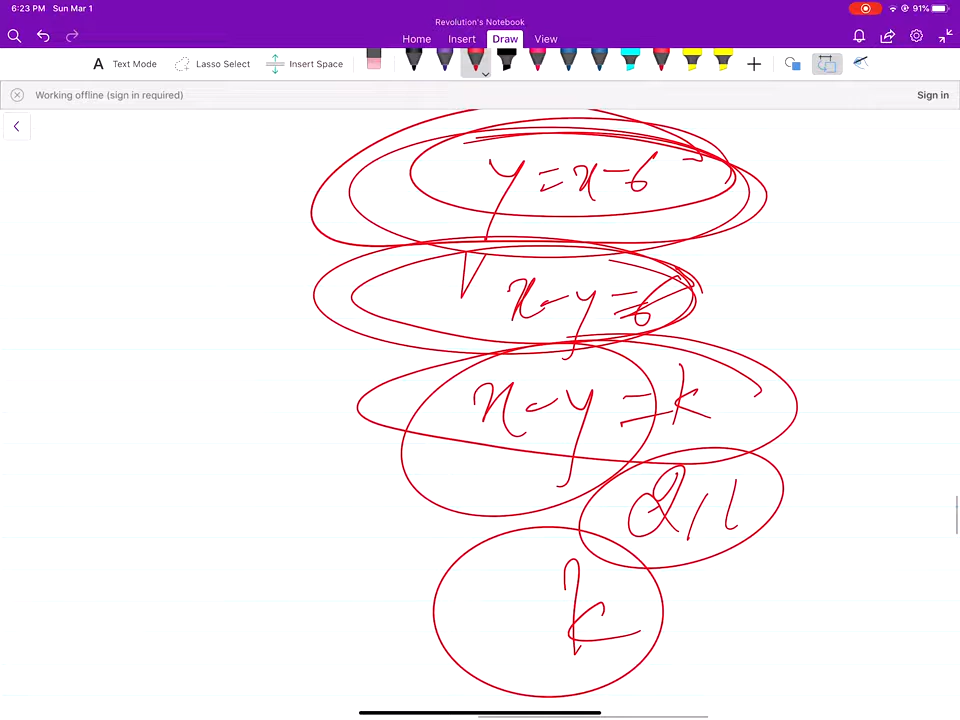 6:23 PM Sun Mar 1
91%
Revolution's Notebook
Home Insert Draw View
Text Mode Lasso Select Insert Space
Working offline (sign in required) Sign in
y = x - 6
x - y = 6
x - y = k
k